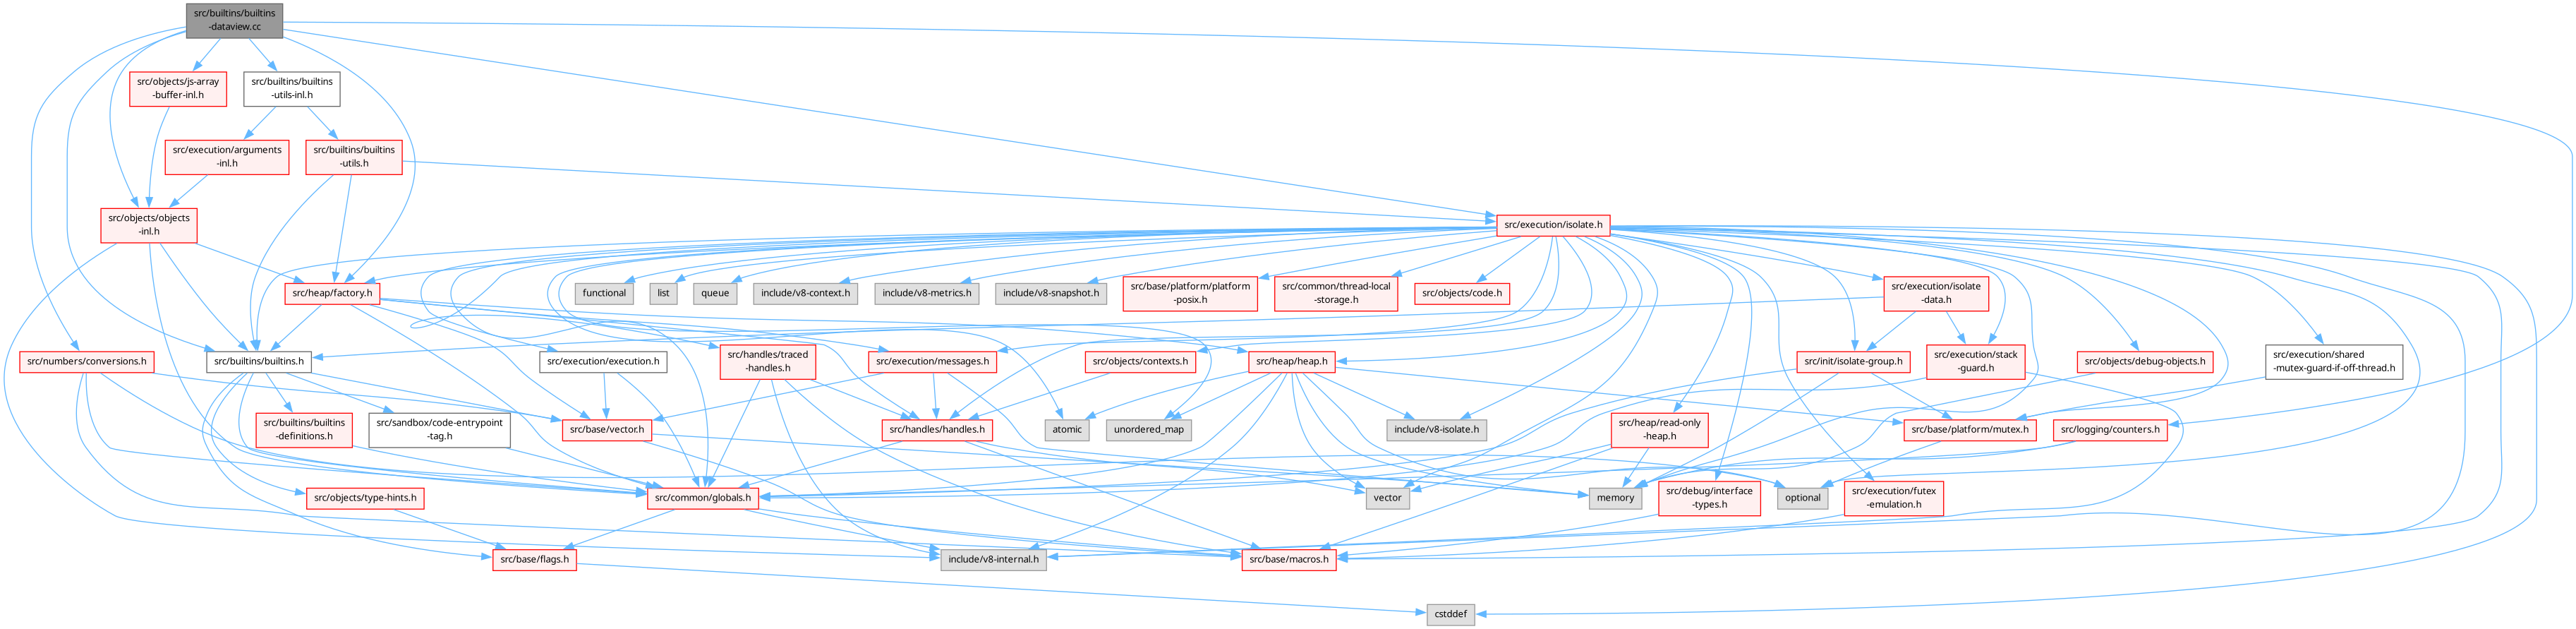 src/builtins/builtins
-dataview.cc
src/objects/js-array
-buffer-inl.h
src/builtins/builtins
-utils-inl.h
src/execution/arguments
-inl.h
src/builtins/builtins
-utils.h
src/objects/objects
-inl.h
src/execution/isolate.h
src/heap/factory.h
functional
list
queue
include/v8-context.h
include/v8-metrics.h
include/v8-snapshot.h
src/base/platform/platform
-posix.h
src/common/thread-local
-storage.h
src/objects/code.h
src/execution/isolate
-data.h
src/numbers/conversions.h
src/builtins/builtins.h
src/execution/execution.h
src/handles/traced
-handles.h
src/execution/messages.h
src/objects/contexts.h
src/heap/heap.h
src/init/isolate-group.h
src/execution/stack
-guard.h
src/objects/debug-objects.h
src/execution/shared
-mutex-guard-if-off-thread.h
src/builtins/builtins
-definitions.h
src/sandbox/code-entrypoint
-tag.h
src/base/vector.h
src/handles/handles.h
atomic
unordered_map
include/v8-isolate.h
src/heap/read-only
-heap.h
src/base/platform/mutex.h
src/logging/counters.h
src/objects/type-hints.h
src/common/globals.h
vector
memory
src/debug/interface
-types.h
optional
src/execution/futex
-emulation.h
src/base/flags.h
include/v8-internal.h
src/base/macros.h
cstddef